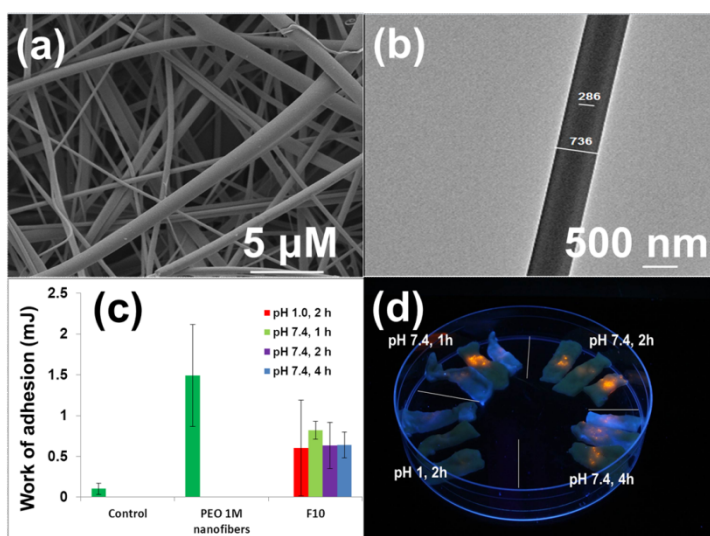 (a)
5 µM
(b)
286
736
500 nm
(c)
Work of adhesion (mJ)
2.5
2
1.5
1
0.5
0
pH 1.0, 2 h
pH 7.4, 1 h
pH 7.4, 2 h
pH 7.4, 4 h
Control
PEO 1M
nanofibers
F10
(d)
pH 7.4, 1h
pH 7.4, 2h
pH 1, 2h
pH 7.4, 4h